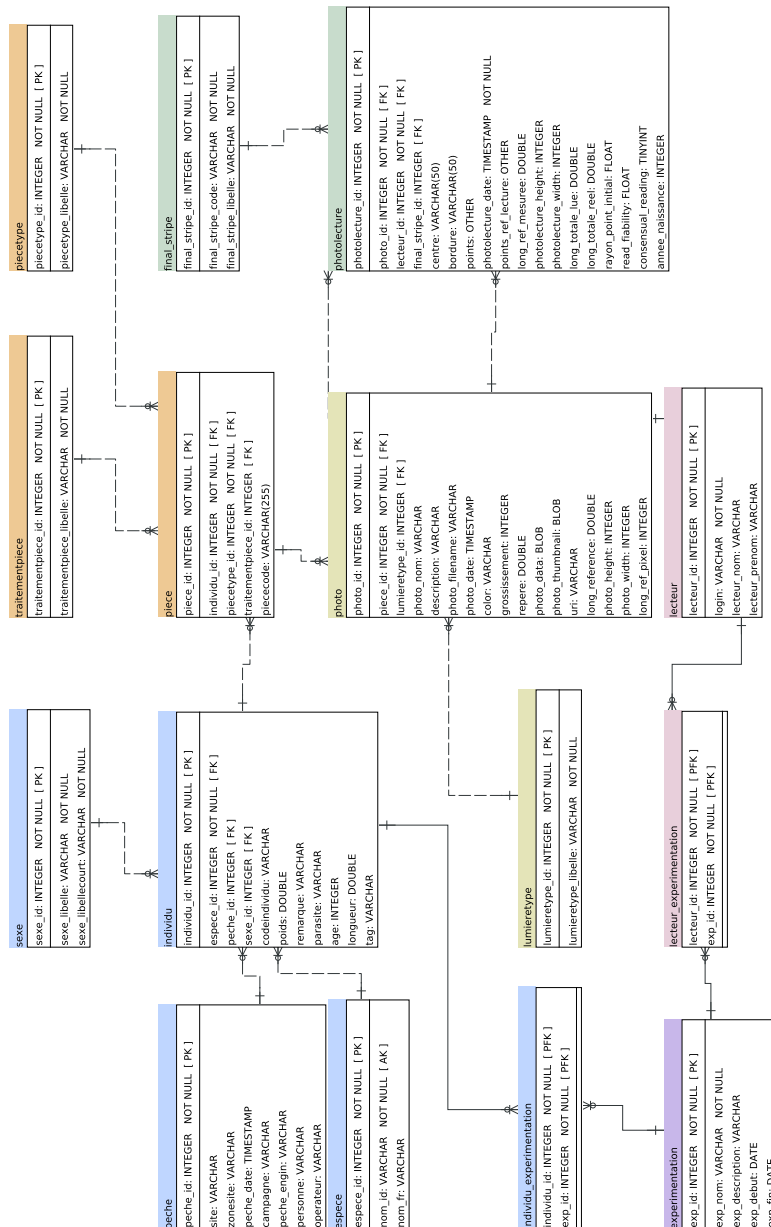 piecetype
piecetype_id: INTEGER NOT NULL [ PK ]
piecetype_libelle: VARCHAR NOT NULL
final_stripe
final_stripe_id: INTEGER NOT NULL [ PK ]
final_stripe_code: VARCHAR NOT NULL
final_stripe_libelle: VARCHAR NOT NULL
photolecture
photolecture_id: INTEGER NOT NULL [ PK ]
photo_id: INTEGER NOT NULL [ FK ]
lecteur_id: INTEGER NOT NULL [ FK ]
final_stripe_id: INTEGER [ FK ]
centre: VARCHAR(50)
bordure: VARCHAR(50)
points: OTHER
photolecture_date: TIMESTAMP NOT NULL
points_ref_lecture: OTHER
long_ref_mesuree: DOUBLE
photolecture_height: INTEGER
photolecture_width: INTEGER
long_totale_lue: DOUBLE
long_totale_reel: DOUBLE
rayon_point_initial: FLOAT
read_fiability: FLOAT
consensual_reading: TINYINT
annee_naissance: INTEGER
traitementpiece
traitementpiece_id: INTEGER NOT NULL [ PK ]
traitementpiece_libelle: VARCHAR NOT NULL
piece
piece_id: INTEGER NOT NULL [ PK ]
individu_id: INTEGER NOT NULL [ FK ]
piecetype_id: INTEGER NOT NULL [ FK ]
traitementpiece_id: INTEGER [ FK ]
piececode: VARCHAR(255)
photo
photo_id: INTEGER NOT NULL [ PK ]
piece_id: INTEGER NOT NULL [ FK ]
lumieretype_id: INTEGER [ FK ]
photo_nom: VARCHAR
description: VARCHAR
photo_filename: VARCHAR
photo_date: TIMESTAMP
color: VARCHAR
grossissement: INTEGER
repere: DOUBLE
photo_data: BLOB
photo_thumbnail: BLOB
uri: VARCHAR
long_reference: DOUBLE
photo_height: INTEGER
photo_width: INTEGER
long_ref_pixel: INTEGER
lecteur
lecteur_id: INTEGER NOT NULL [ PK ]
login: VARCHAR NOT NULL
lecteur_nom: VARCHAR
lecteur_prenom: VARCHAR
sexe
sexe_id: INTEGER NOT NULL [ PK ]
sexe_libelle: VARCHAR NOT NULL
sexe_libellecourt: VARCHAR NOT NULL
individu
individu_id: INTEGER NOT NULL [ PK ]
espece_id: INTEGER NOT NULL [ FK ]
peche_id: INTEGER [ FK ]
sexe_id: INTEGER [ FK ]
codeindividu: VARCHAR
poids: DOUBLE
remarque: VARCHAR
parasite: VARCHAR
age: INTEGER
longueur: DOUBLE
tag: VARCHAR
lumieretype
lumieretype_id: INTEGER NOT NULL [ PK ]
lumieretype_libelle: VARCHAR NOT NULL
lecteur_experimentation
lecteur_id: INTEGER NOT NULL [ PFK ]
exp_id: INTEGER NOT NULL [ PFK ]
peche
peche_id: INTEGER NOT NULL [ PK ]
site: VARCHAR
zonesite: VARCHAR
peche_date: TIMESTAMP
campagne: VARCHAR
peche_engin: VARCHAR
personne: VARCHAR
operateur: VARCHAR
espece
espece_id: INTEGER NOT NULL [ PK ]
nom_id: VARCHAR NOT NULL [ AK ]
nom_fr: VARCHAR
individu_experimentation
individu_id: INTEGER NOT NULL [ PFK ]
exp_id: INTEGER NOT NULL [ PFK ]
experimentation
exp_id: INTEGER NOT NULL [ PK ]
exp_nom: VARCHAR NOT NULL
exp_description: VARCHAR
exp_debut: DATE